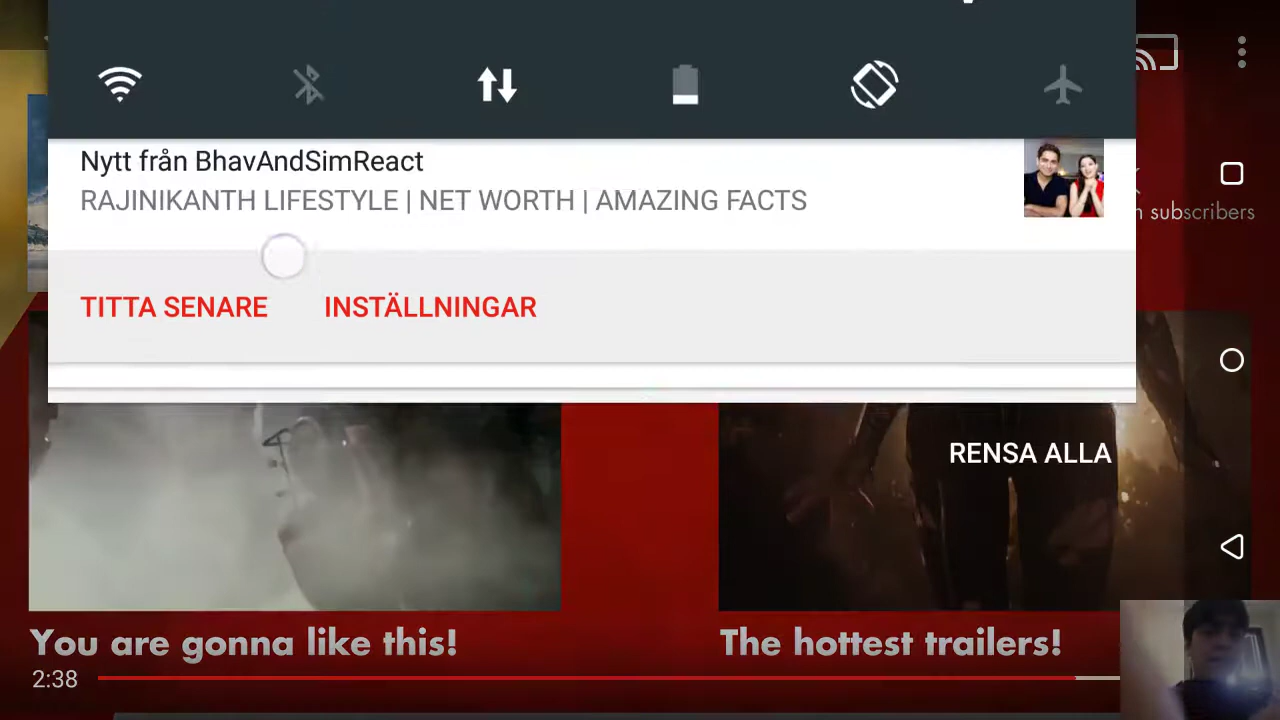 Nytt från BhavAndSimReact
RAJINIKANTH LIFESTYLE | NET WORTH | AMAZING FACTS
subscribers
TITTA SENARE
INSTÄLLNINGAR
RENSA ALLA
You are gonna like this!
The hottest trailers!
2:38